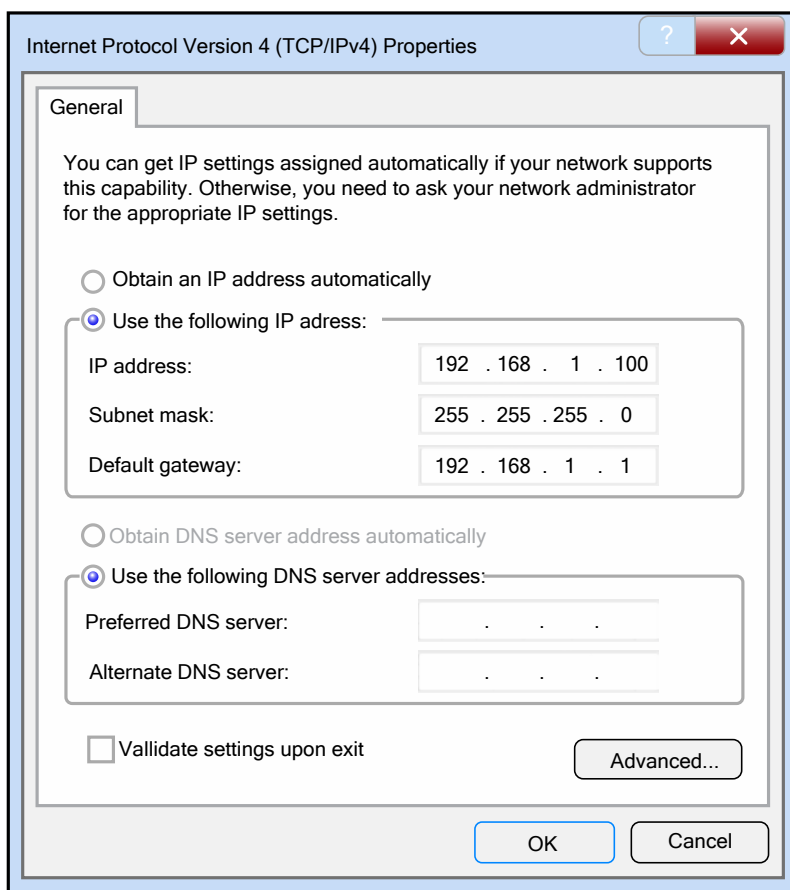 Internet Protocol Version 4 (TCP/IPv4) Properties
?
General
You can get IP settings assigned automatically if your network supports
this capability. Otherwise, you need to ask your network administrator
for the appropriate IP settings.
Obtain an IP address automatically
Use the following IP adress:
IP address: 192 . 168 . 1 . 100
Subnet mask: 255 . 255 . 255 . 0
Default gateway: 192 . 168 . 1 . 1
Obtain DNS server address automatically
Use the following DNS server addresses:
Preferred DNS server: . . .
Alternate DNS server: . . .
Vallidate settings upon exit
Advanced...
OK Cancel